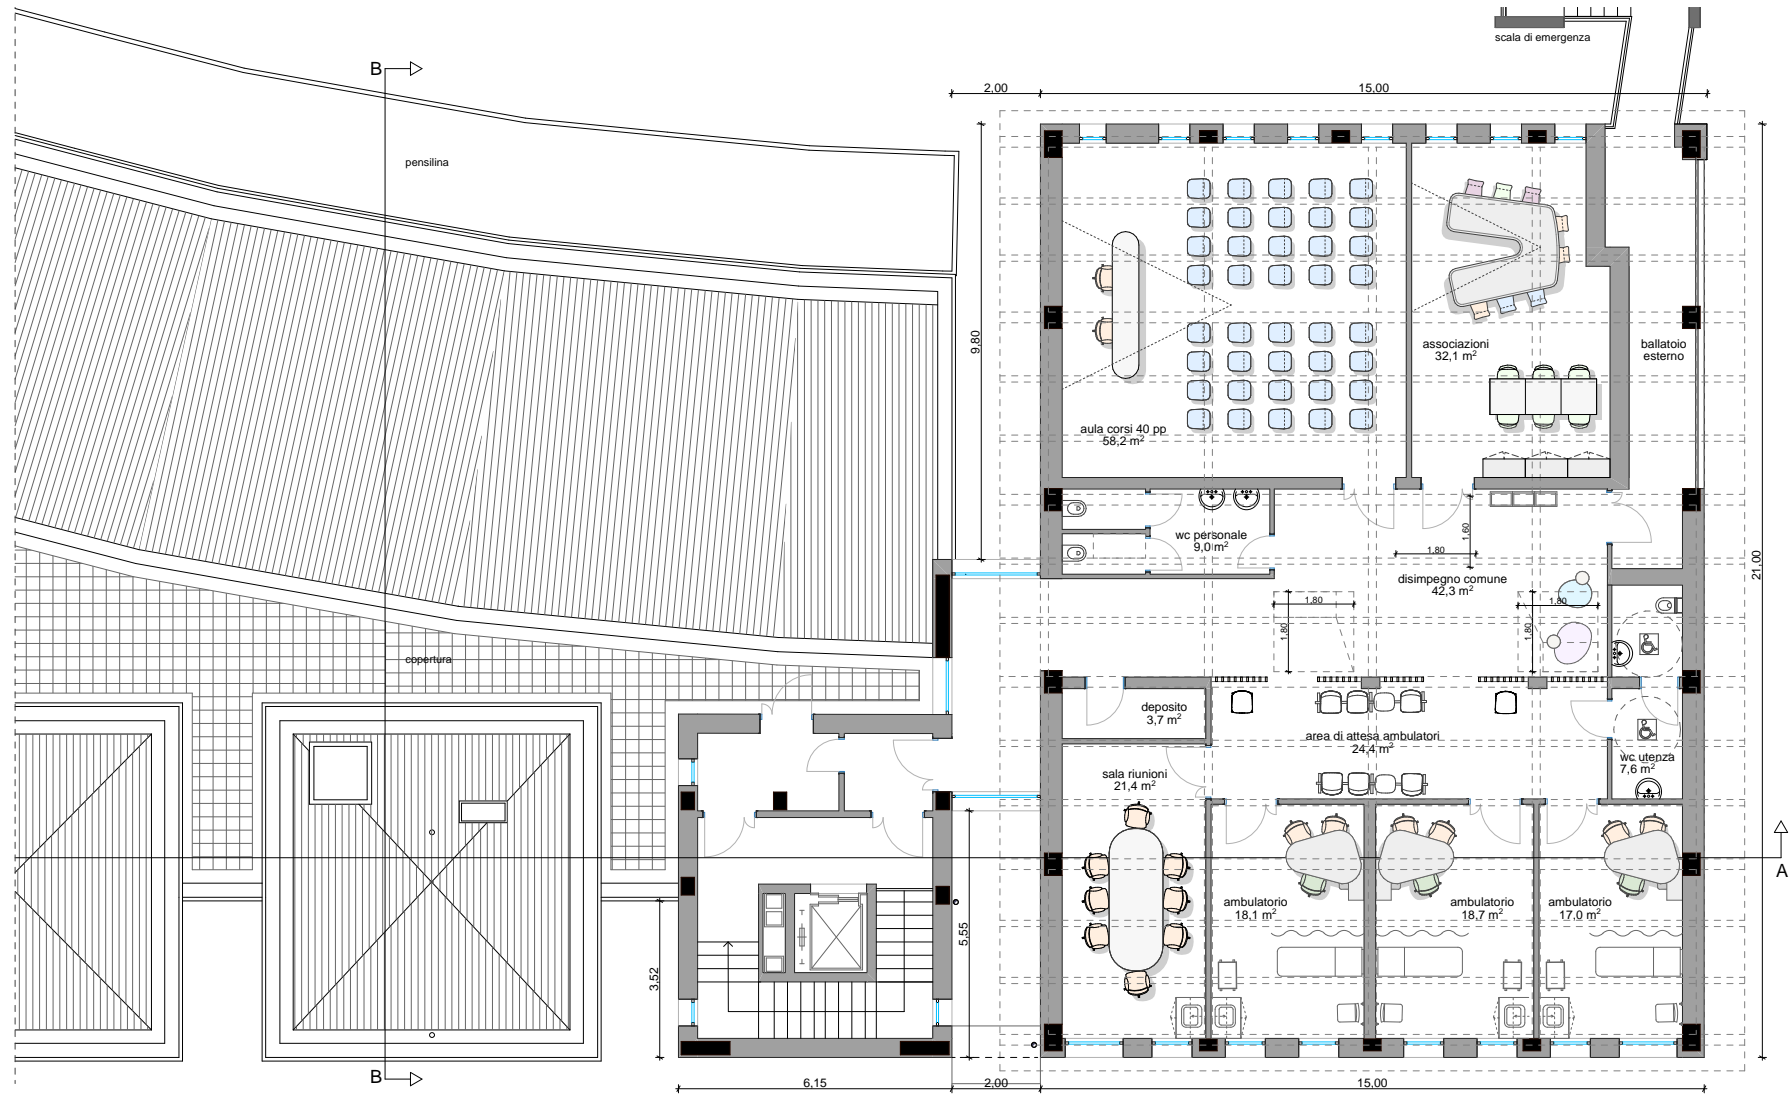 scala di emergenza
B
2,00
15,00
pensilina
9,80
associazioni
32,1 m²
ballatoio
esterno
aula corsi 40 pp
58,2 m²
wc personale
9,0 m²
1,60
1,80
21,00
disimpegno comune
42,3 m²
1,80
1,80
1,80
1,80
copertura
deposito
3,7 m²
area di attesa ambulatori
24,4 m²
wc utenza
7,6 m²
sala riunioni
21,4 m²
A
ambulatorio
18,1 m²
ambulatorio
18,7 m²
ambulatorio
17,0 m²
5,55
3,52
B
6,15
2,00
15,00